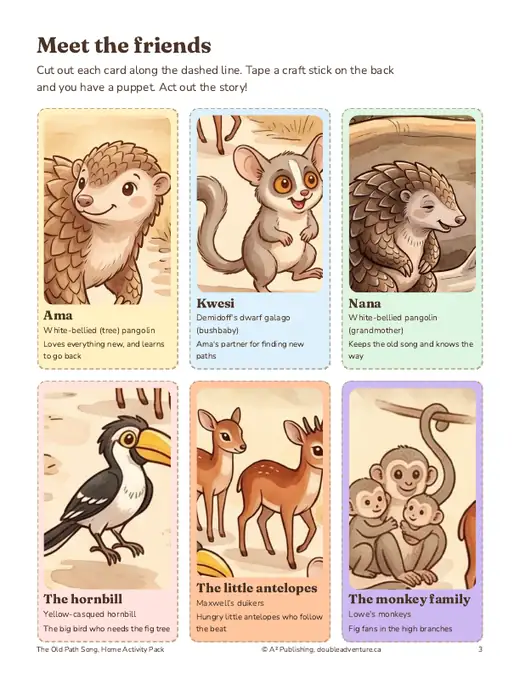 Meet the friends
Cut out each card along the dashed line. Tape a craft stick on the back
and you have a puppet. Act out the story!
Ama
White-bellied (tree) pangolin
Loves everything new, and learns
to go back
Kwesi
Demidoff's dwarf galago
(bushbaby)
Ama's partner for finding new
paths
Nana
White-bellied pangolin
(grandmother)
Keeps the old song and knows the
way
The hornbill
Yellow-casqued hornbill
The big bird who needs the fig tree
The little antelopes
Maxwell's duikers
Hungry little antelopes who follow
the beat
The monkey family
Lowe's monkeys
Fig fans in the high branches
The Old Path Song, Home Activity Pack
© A² Publishing, doubleadventure.ca
3